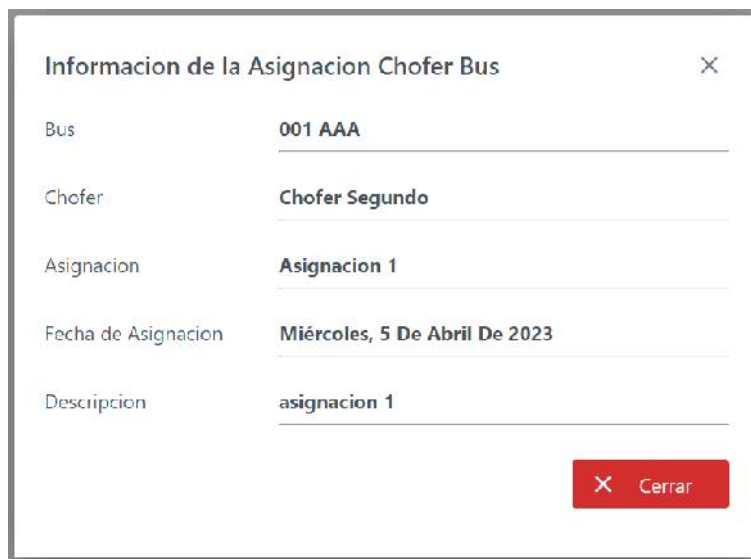 Informacion de la Asignacion Chofer Bus
Bus 001 AAA
Chofer Chofer Segundo
Asignacion Asignacion 1
Fecha de Asignacion Miércoles, 5 De Abril De 2023
Descripcion asignacion 1
Cerrar